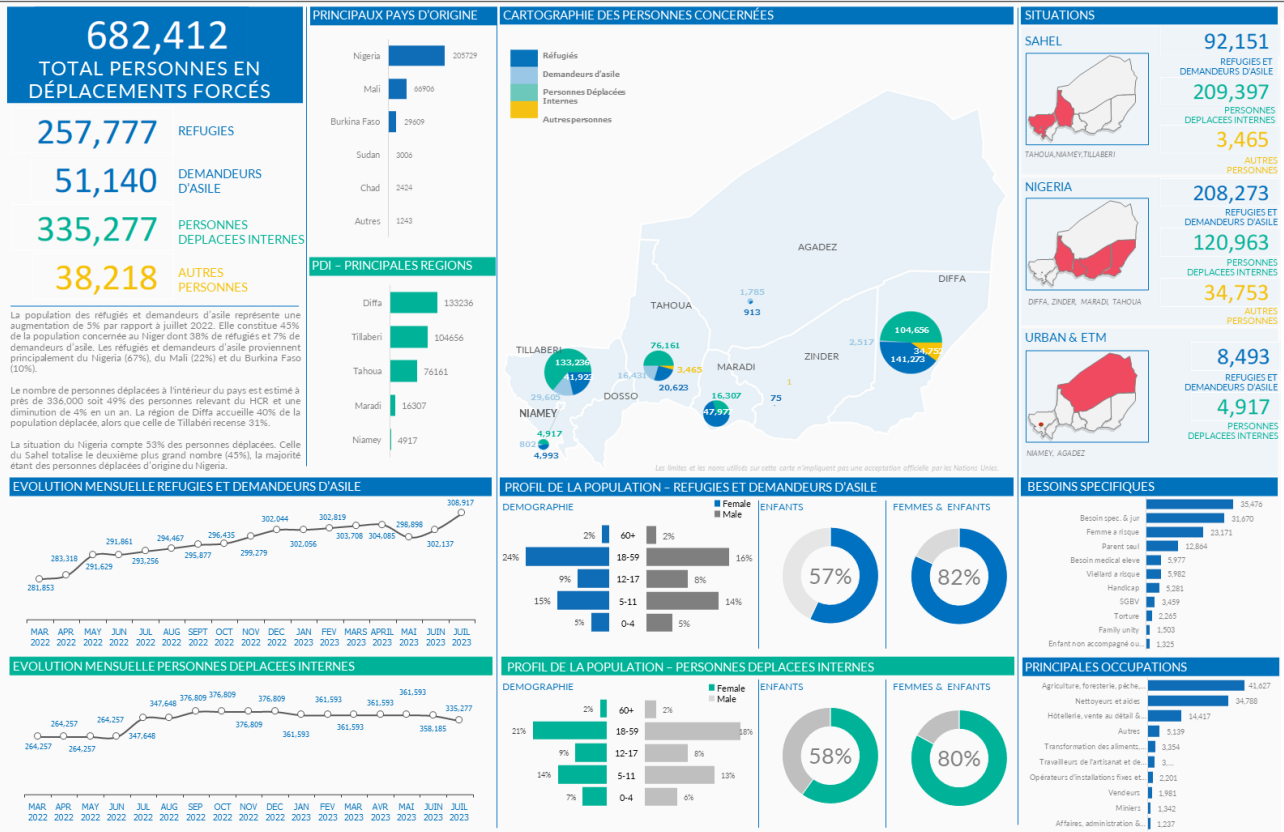 682,412
TOTAL PERSONNES EN
DÉPLACEMENTS FORCÉS
257,777 REFUGIES
51,140 DEMANDEURS
D'ASILE
335,277 PERSONNES
DEPLACEES INTERNES
38,218 AUTRES
PERSONNES
La population des réfugiés et demandeurs d'asile représente une
augmentation de 5% par rapport à juillet 2022. Elle constitue 45%
de la population concernée au Niger dont 38% de réfugiés et 7% de
demandeurs d'asile. Les réfugiés et demandeurs d'asile proviennent
principalement du Nigeria (67%), du Mali (22%) et du Burkina Faso
(10%).
Le nombre de personnes déplacées à l'intérieur du pays est estimé à
près de 336,000 soit 49% des personnes relevant du HCR et une
diminution de 4% en un an. La région de Diffa accueille 40% de la
population déplacée, alors que celle de Tillabéri recense 31%.
La situation du Nigeria compte 53% des personnes déplacées. Celle
du Sahel totalise le deuxième plus grand nombre (45%), la majorité
étant des personnes déplacées d'origine du Nigeria.
PRINCIPAUX PAYS D'ORIGINE
Nigeria 205729
Mali 66906
Burkina Faso 29609
Sudan 3006
Chad 2424
Autres 1243
PDI – PRINCIPALES REGIONS
Diffa 133236
Tillaberi 104656
Tahoua 76161
Maradi 16307
Niamey 4917
CARTOGRAPHIE DES PERSONNES CONCERNÉES
Réfugiés
Demandeurs d'asile
Personnes Déplacées
Internes
Autres personnes
AGADEZ
DIFFA
1,785
913
TAHOUA
104,656
34,752
141,273
2,517
TILLABERI
133,236
41,923
29,605
76,161
3,465
16,431
20,623
MARADI
ZINDER
DOSSO
1
75
16,307
47,977
NIAMEY
4,917
802
4,993
Les limites et les noms utilisés sur cette carte n'impliquent pas une acceptation officielle par les Nations Unies.
SITUATIONS
SAHEL
92,151
REFUGIES ET
DEMANDEURS D'ASILE
209,397
PERSONNES
DEPLACEES INTERNES
3,465
AUTRES
PERSONNES
TAHOUA,NIAMEY,TILLABERI
NIGERIA
208,273
REFUGIES ET
DEMANDEURS D'ASILE
120,963
PERSONNES
DEPLACEES INTERNES
34,753
AUTRES
PERSONNES
DIFFA, ZINDER, MARADI, TAHOUA
URBAN & ETM
8,493
REFUGIES ET
DEMANDEURS D'ASILE
4,917
PERSONNES
DEPLACEES INTERNES
NIAMEY, AGADEZ
EVOLUTION MENSUELLE REFUGIES ET DEMANDEURS D'ASILE
281,853 283,318 291,629 291,861 293,256 294,467 295,877 296,435 299,279 302,044 302,056 302,819 303,708 304,085 298,898 302,137 308,917
MAR APR MAY JUN JUL AUG SEPT OCT NOV DEC JAN FEV MARS APRIL MAI JUIN JUIL
2022 2022 2022 2022 2022 2022 2022 2022 2022 2022 2023 2023 2023 2023 2023 2023 2023
EVOLUTION MENSUELLE PERSONNES DEPLACEES INTERNES
264,257 264,257 264,257 264,257 347,648 347,648 376,809 376,809 376,809 376,809 361,593 361,593 361,593 361,593 361,593 358,185 335,277
MAR APR MAY JUN JUL AUG SEP OCT NOV DEC JAN FEV MAR AVR MAI JUIN JUIL
2022 2022 2022 2022 2022 2022 2022 2022 2022 2022 2023 2023 2023 2023 2023 2023 2023
PROFIL DE LA POPULATION – REFUGIES ET DEMANDEURS D'ASILE
DEMOGRAPHIE
Female
Male
2% 60+ 2%
24% 18-59 16%
9% 12-17 8%
15% 5-11 14%
5% 0-4 5%
ENFANTS
57%
FEMMES & ENFANTS
82%
PROFIL DE LA POPULATION – PERSONNES DEPLACEES INTERNES
DEMOGRAPHIE
Female
Male
2% 60+ 2%
21% 18-59 18%
9% 12-17 8%
14% 5-11 13%
7% 0-4 6%
ENFANTS
58%
FEMMES & ENFANTS
80%
BESOINS SPECIFIQUES
35,476
Besoin spec. & jur 31,670
Femme a risque 23,171
Parent seul 12,864
Besoin medical eleve 5,977
Viellard a risque 5,982
Handicap 5,281
SGBV 3,459
Torture 2,265
Family unity 1,503
Enfant non accompagné ou... 1,325
PRINCIPALES OCCUPATIONS
Agriculture, foresterie, pêche,... 41,627
Nettoyeurs et aides 34,788
Hôtellerie, vente au détail &... 14,417
Autres 5,139
Transformation des aliments,... 3,354
Travailleurs de l'artisanat et de... 3,...
Opérateurs d'installations fixes et... 2,201
Vendeurs 1,981
Miniers 1,342
Affaires, administration &... 1,237